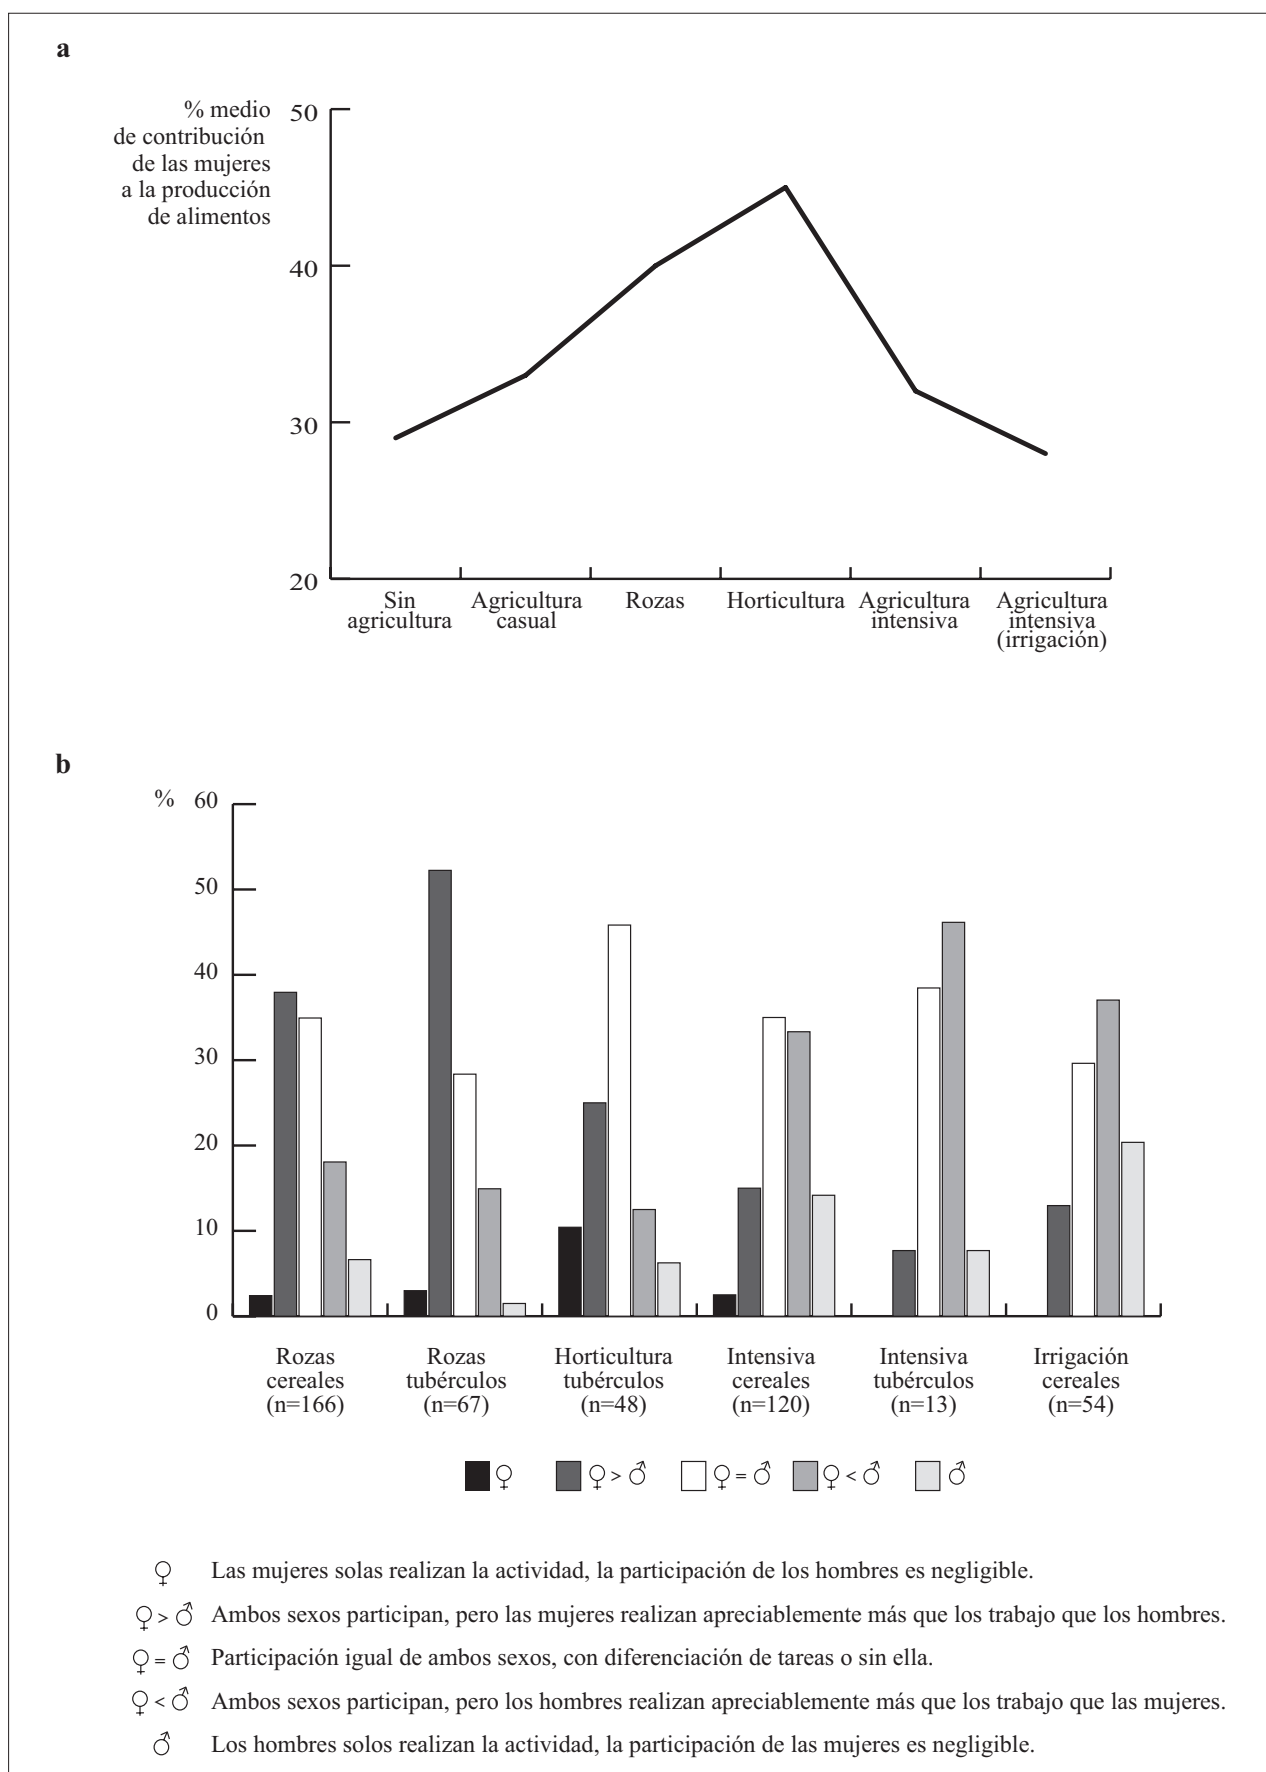 a
% medio
de contribución
de las mujeres
a la producción
de alimentos
50
40
30
20
Sin
agricultura
Agricultura
casual
Rozas
Horticultura
Agricultura
intensiva
Agricultura
intensiva
(irrigación)
b
%
60
50
40
30
20
10
0
Rozas
cereales
(n=166)
Rozas
tubérculos
(n=67)
Horticultura
tubérculos
(n=48)
Intensiva
cereales
(n=120)
Intensiva
tubérculos
(n=13)
Irrigación
cereales
(n=54)
♀ ♀ > ♂ ♀ = ♂ ♀ < ♂ ♂
♀ Las mujeres solas realizan la actividad, la participación de los hombres es negligible.
♀ > ♂ Ambos sexos participan, pero las mujeres realizan apreciablemente más que los trabajo que los hombres.
♀ = ♂ Participación igual de ambos sexos, con diferenciación de tareas o sin ella.
♀ < ♂ Ambos sexos participan, pero los hombres realizan apreciablemente más que los trabajo que las mujeres.
♂ Los hombres solos realizan la actividad, la participación de las mujeres es negligible.